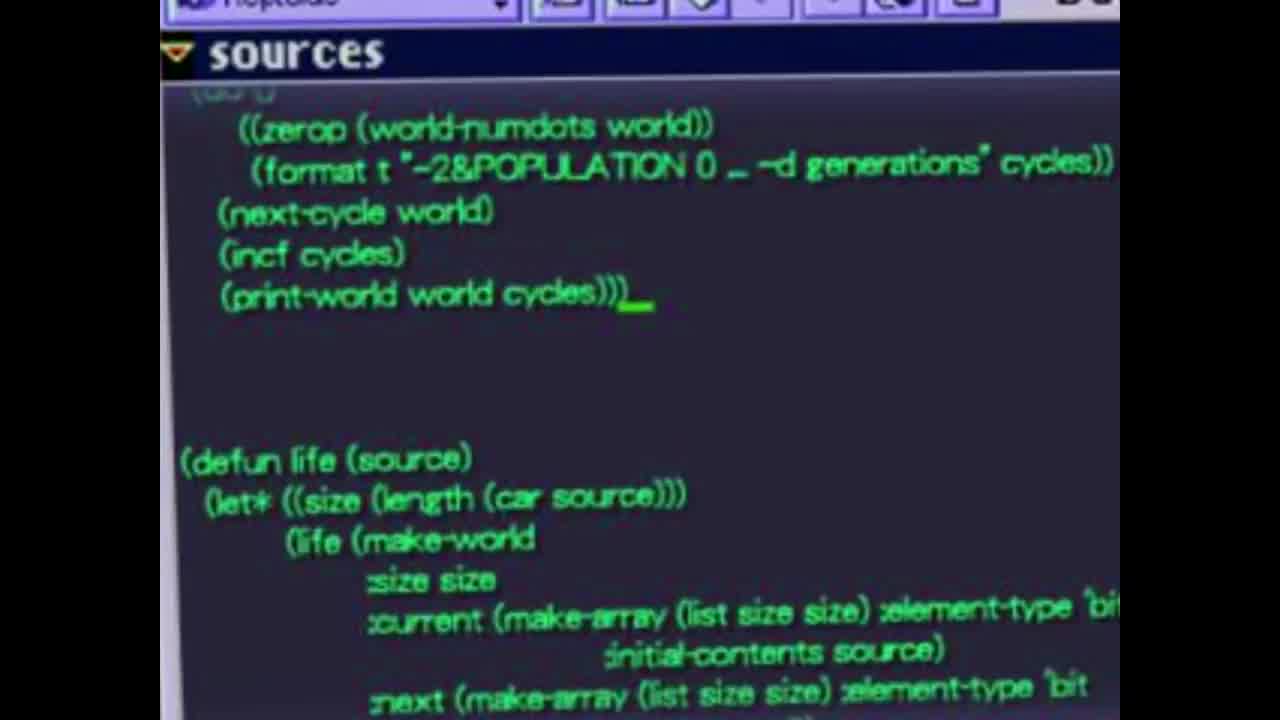 sources
((zerop (world-numdots world))
(format t "~2&POPULATION 0 ... ~d generations" cycles))
(next-cycle world)
(incf cycles)
(print-world world cycles)))_
(defun life (source)
(let* ((size (length (car source)))
(life (make-world
:size size
:current (make-array (list size size) :element-type 'bit
:initial-contents source)
:next (make-array (list size size) :element-type 'bit